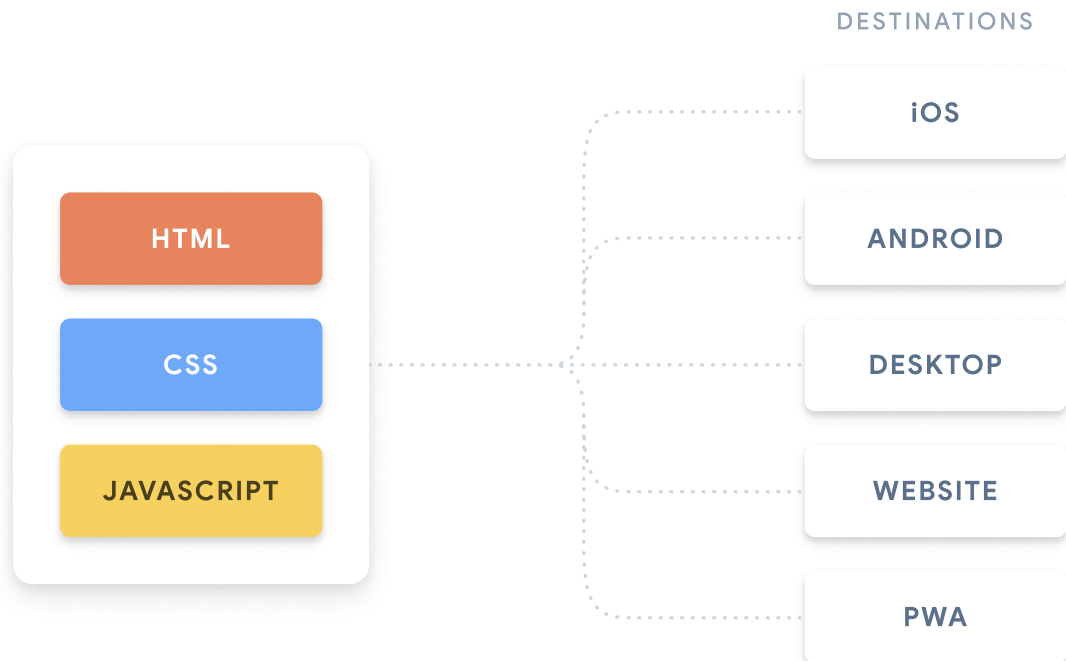 DESTINATIONS
iOS
HTML
ANDROID
CSS
DESKTOP
JAVASCRIPT
WEBSITE
PWA